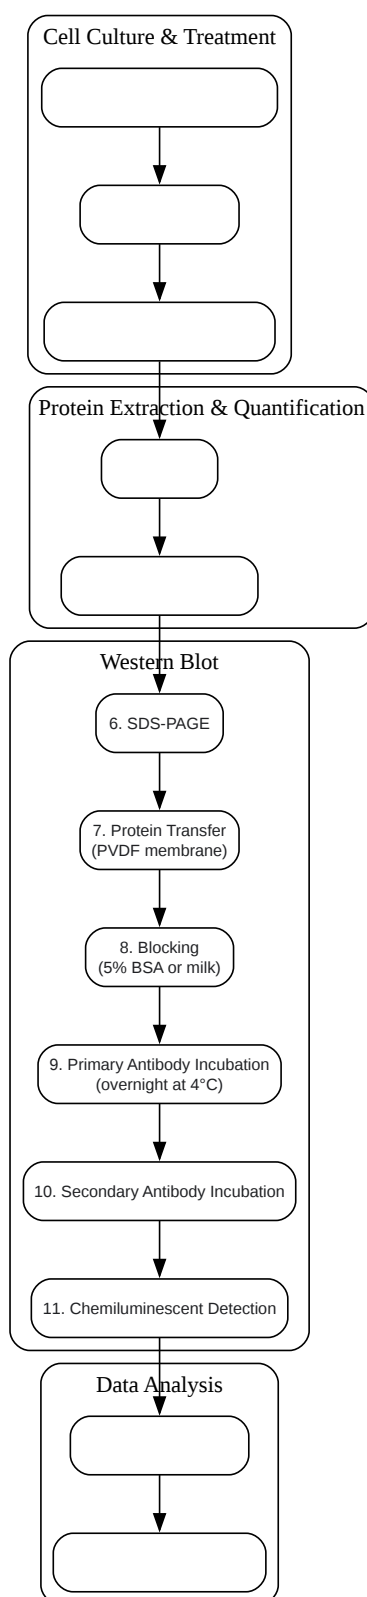 Cell Culture & Treatment
Protein Extraction & Quantification
Western Blot
6. SDS-PAGE
7. Protein Transfer
(PVDF membrane)
8. Blocking
(5% BSA or milk)
9. Primary Antibody Incubation
(overnight at 4°C)
10. Secondary Antibody Incubation
11. Chemiluminescent Detection
Data Analysis